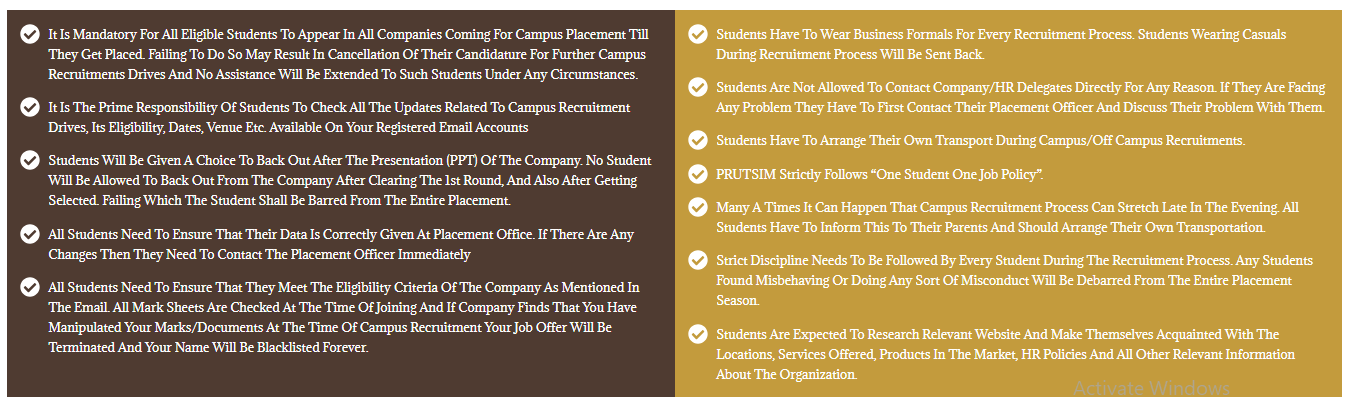 It Is Mandatory For All Eligible Students To Appear In All Companies Coming For Campus Placement Till
They Get Placed. Failing To Do So May Result In Cancellation Of Their Candidature For Further Campus
Recruitments Drives And No Assistance Will Be Extended To Such Students Under Any Circumstances.
It Is The Prime Responsibility Of Students To Check All The Updates Related To Campus Recruitment
Drives, Its Eligibility, Dates, Venue Etc. Available On Your Registered Email Accounts
Students Will Be Given A Choice To Back Out After The Presentation (PPT) Of The Company. No Student
Will Be Allowed To Back Out From The Company After Clearing The 1st Round, And Also After Getting
Selected. Failing Which The Student Shall Be Barred From The Entire Placement.
All Students Need To Ensure That Their Data Is Correctly Given At Placement Office. If There Are Any
Changes Then They Need To Contact The Placement Officer Immediately
All Students Need To Ensure That They Meet The Eligibility Criteria Of The Company As Mentioned In
The Email. All Mark Sheets Are Checked At The Time Of Joining And If Company Finds That You Have
Manipulated Your Marks/Documents At The Time Of Campus Recruitment Your Job Offer Will Be
Terminated And Your Name Will Be Blacklisted Forever.
Students Have To Wear Business Formals For Every Recruitment Process. Students Wearing Casuals
During Recruitment Process Will Be Sent Back.
Students Are Not Allowed To Contact Company/HR Delegates Directly For Any Reason. If They Are Facing
Any Problem They Have To First Contact Their Placement Officer And Discuss Their Problem With Them.
Students Have To Arrange Their Own Transport During Campus/Off Campus Recruitments.
PRUTSIM Strictly Follows “One Student One Job Policy”.
Many A Times It Can Happen That Campus Recruitment Process Can Stretch Late In The Evening. All
Students Have To Inform This To Their Parents And Should Arrange Their Own Transportation.
Strict Discipline Needs To Be Followed By Every Student During The Recruitment Process. Any Students
Found Misbehaving Or Doing Any Sort Of Misconduct Will Be Debarred From The Entire Placement
Season.
Students Are Expected To Research Relevant Website And Make Themselves Acquainted With The
Locations, Services Offered, Products In The Market, HR Policies And All Other Relevant Information
About The Organization.
Activate Windows